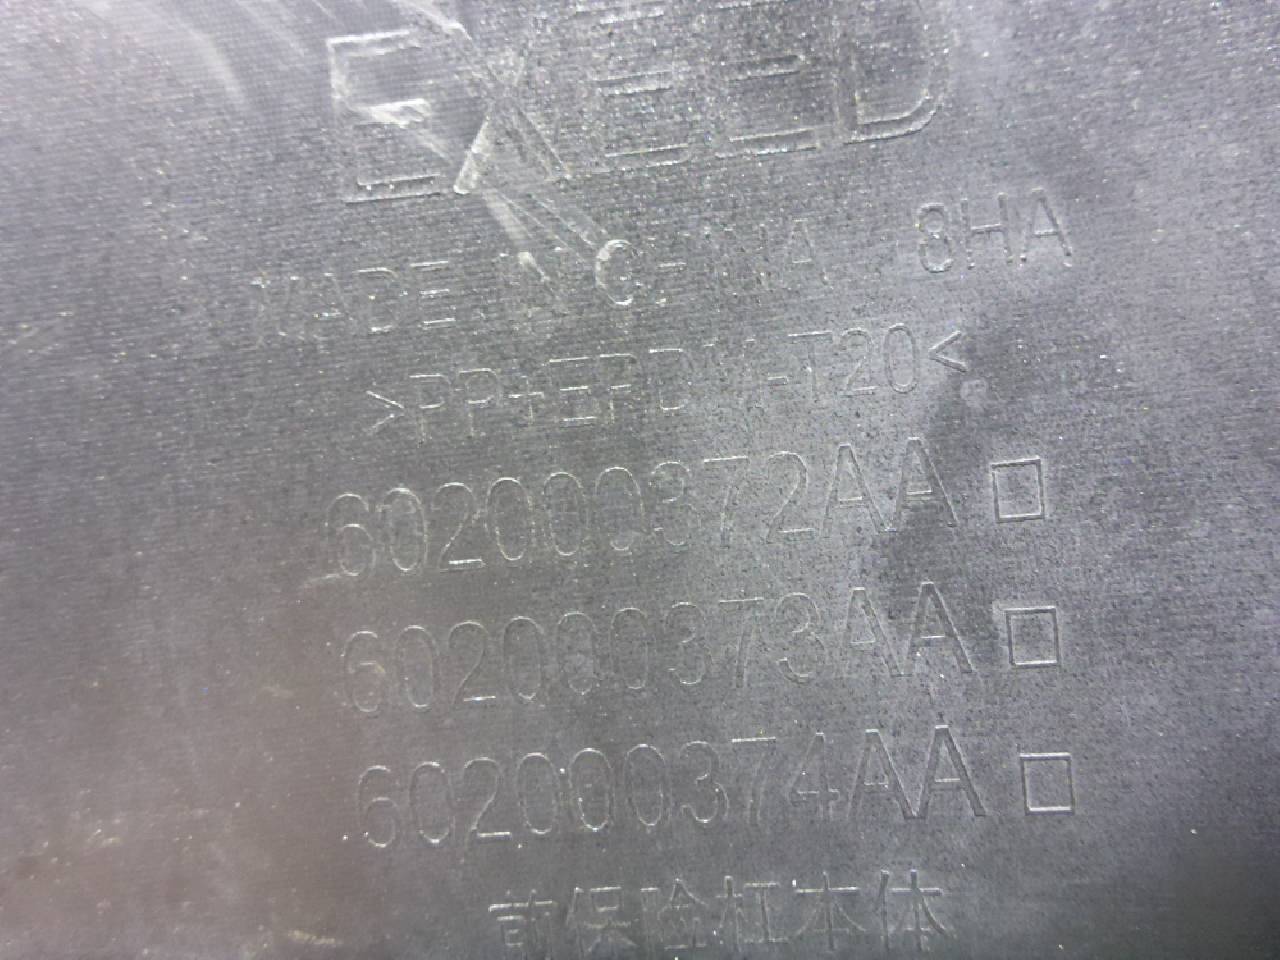 EXEED
MADE IN CHINA 8HA
>PP+EPDM-T20<
602000372AA □
602000373AA □
602000374AA □
前保险杠本体